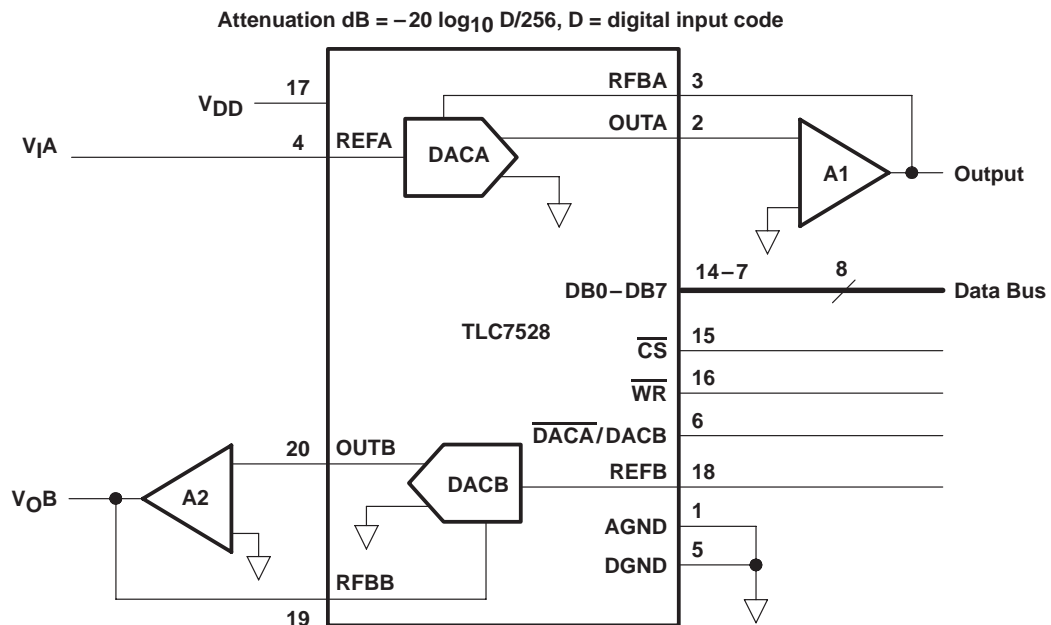 Attenuation dB = −20 log10 D/256, D = digital input code
17
VDD
RFBA
3
OUTA
2
VIA
4
REFA
DACA
A1
Output
DB0−DB7
14−7
8
Data Bus
TLC7528
CS
15
WR
16
DACA/DACB
6
20
OUTB
REFB
18
VOB
A2
DACB
AGND
1
DGND
5
RFBB
19